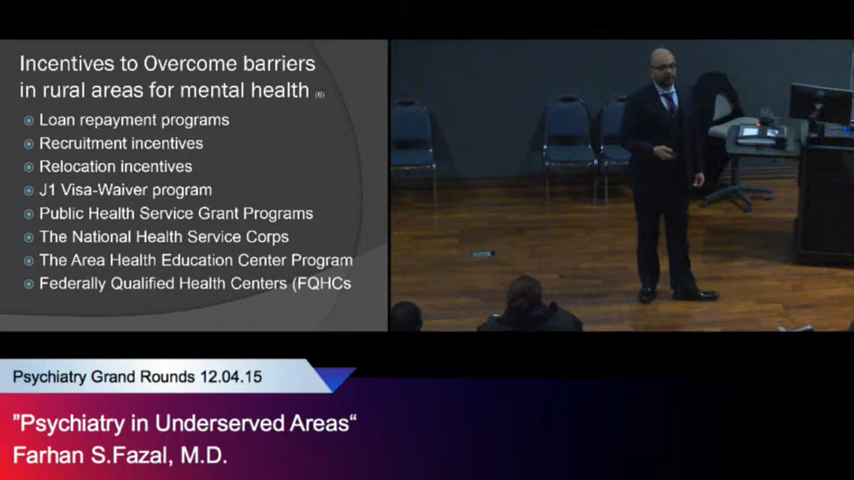 Incentives to Overcome barriers
in rural areas for mental health (6)
Loan repayment programs
Recruitment incentives
Relocation incentives
J1 Visa-Waiver program
Public Health Service Grant Programs
The National Health Service Corps
The Area Health Education Center Program
Federally Qualified Health Centers (FQHCs
Psychiatry Grand Rounds 12.04.15
”Psychiatry in Underserved Areas“
Farhan S.Fazal, M.D.